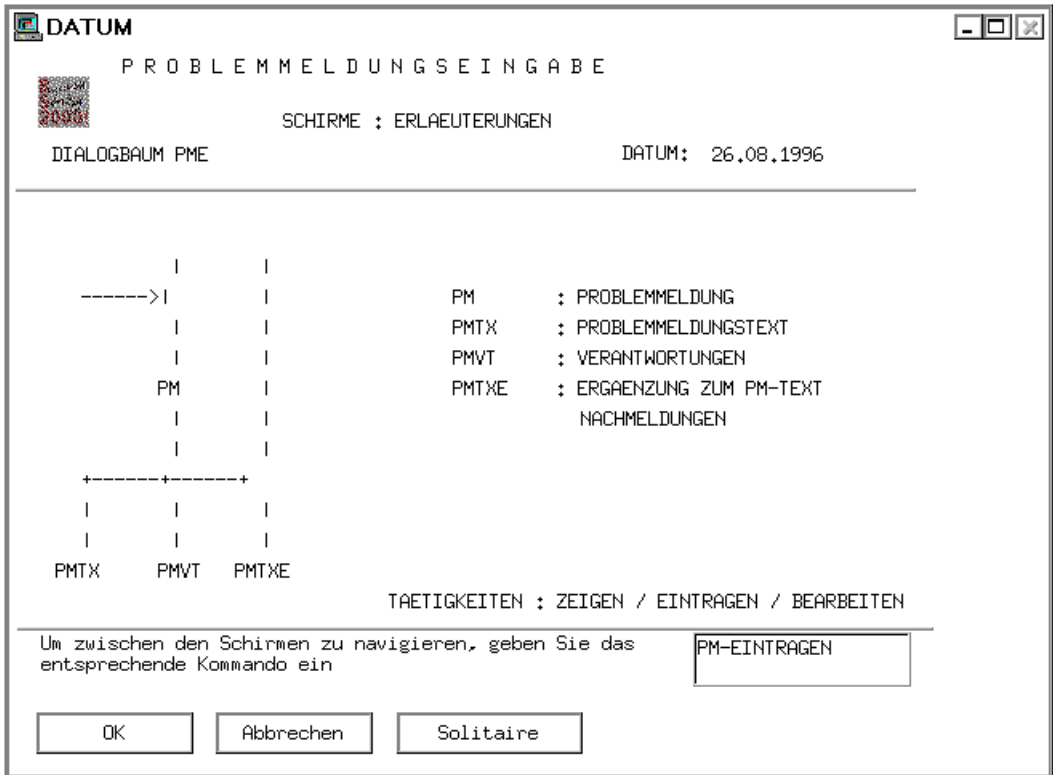 DATUM
P R O B L E M M E L D U N G S E I N G A B E
2000!
SCHIRME : ERLAEUTERUNGEN
DIALOGBAUM PME DATUM: 26.08.1996
| |
------>| | PM : PROBLEMMELDUNG
| | PMTX : PROBLEMMELDUNGSTEXT
| | PMVT : VERANTWORTUNGEN
PM | PMTXE : ERGAENZUNG ZUM PM-TEXT
| | NACHMELDUNGEN
| |
+------+------+
| | |
| | |
PMTX PMVT PMTXE
TAETIGKEITEN : ZEIGEN / EINTRAGEN / BEARBEITEN
Um zwischen den Schirmen zu navigieren, geben Sie das
entsprechende Kommando ein
PM-EINTRAGEN
OK Abbrechen Solitaire